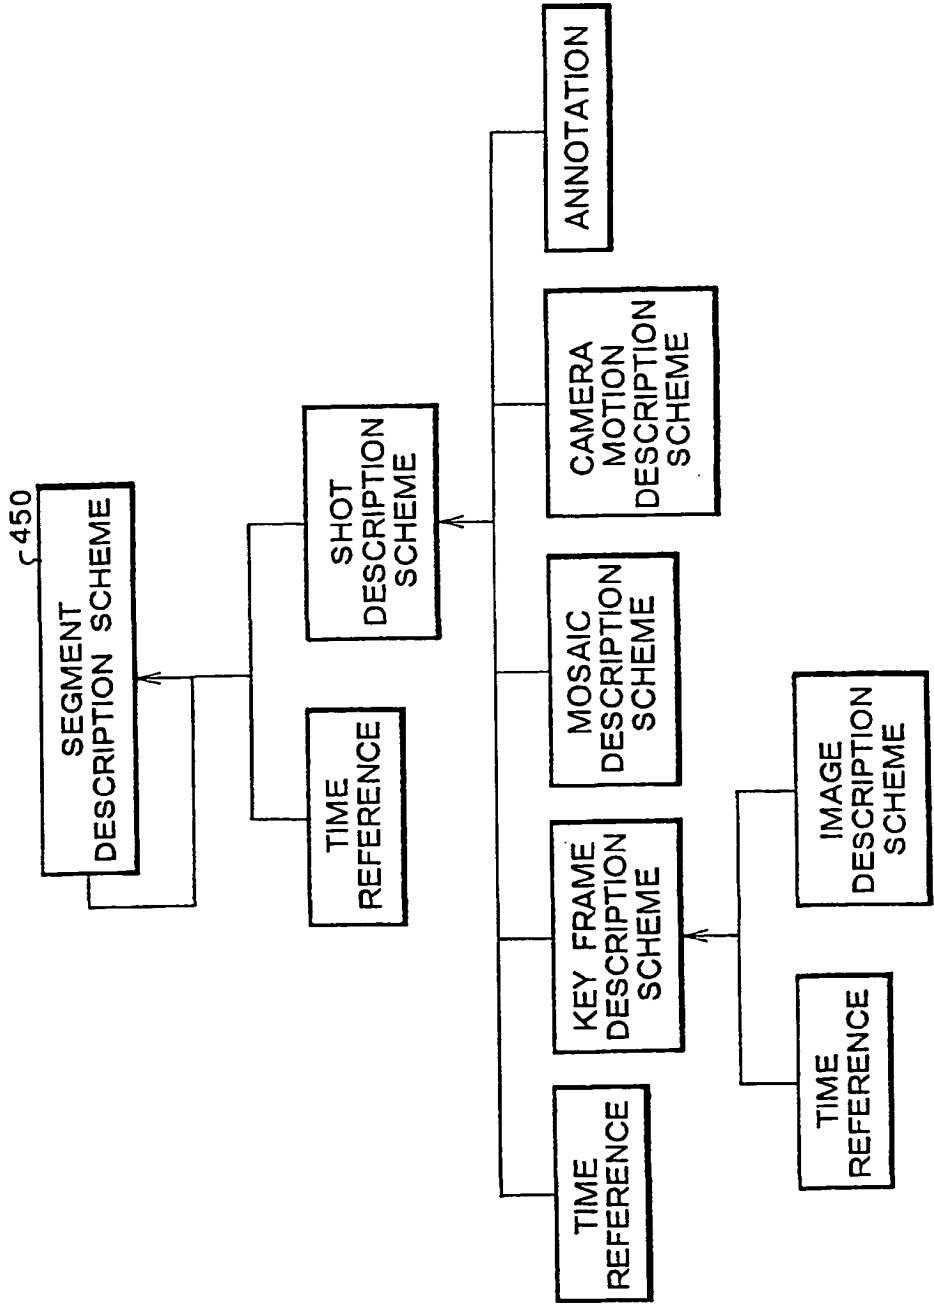 450
SEGMENT
DESCRIPTION SCHEME
TIME
REFERENCE
SHOT
DESCRIPTION
SCHEME
TIME
REFERENCE
KEY FRAME
DESCRIPTION
SCHEME
MOSAIC
DESCRIPTION
SCHEME
CAMERA
MOTION
DESCRIPTION
SCHEME
ANNOTATION
TIME
REFERENCE
IMAGE
DESCRIPTION
SCHEME